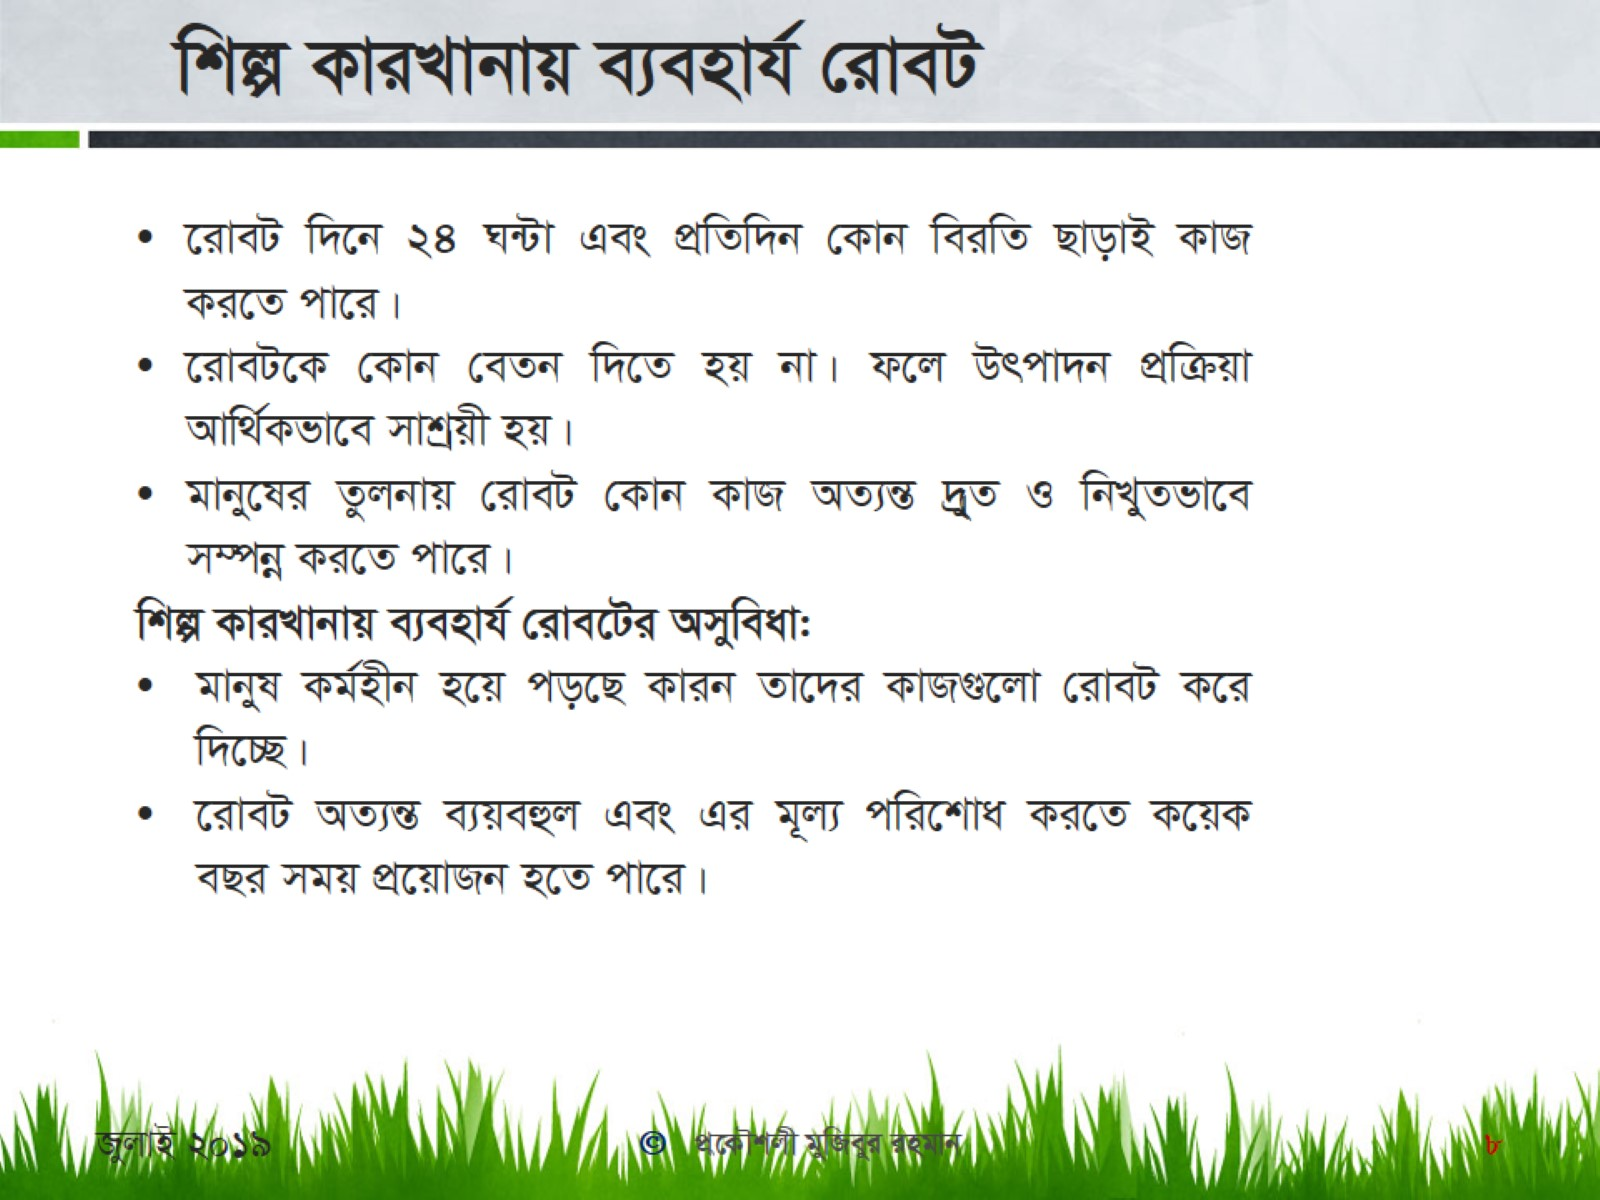 শিল্প কারখানায় ব্যবহার্য রোবট
• রোবট দিনে ২৪ ঘন্টা এবং প্রতিদিন কোন বিরতি ছাড়াই কাজ
করতে পারে।
• রোবটকে কোন বেতন দিতে হয় না। ফলে উৎপাদন প্রক্রিয়া
আর্থিকভাবে সাশ্রয়ী হয়।
• মানুষের তুলনায় রোবট কোন কাজ অত্যন্ত দ্রুত ও নিখুতভাবে
সম্পন্ন করতে পারে।
শিল্প কারখানায় ব্যবহার্য রোবটের অসুবিধা:
• মানুষ কর্মহীন হয়ে পড়ছে কারন তাদের কাজগুলো রোবট করে
দিচ্ছে।
• রোবট অত্যন্ত ব্যয়বহুল এবং এর মূল্য পরিশোধ করতে কয়েক
বছর সময় প্রয়োজন হতে পারে।
জুলাই ২০১৯ © প্রকৌশলী মুজিবুর রহমান ৮